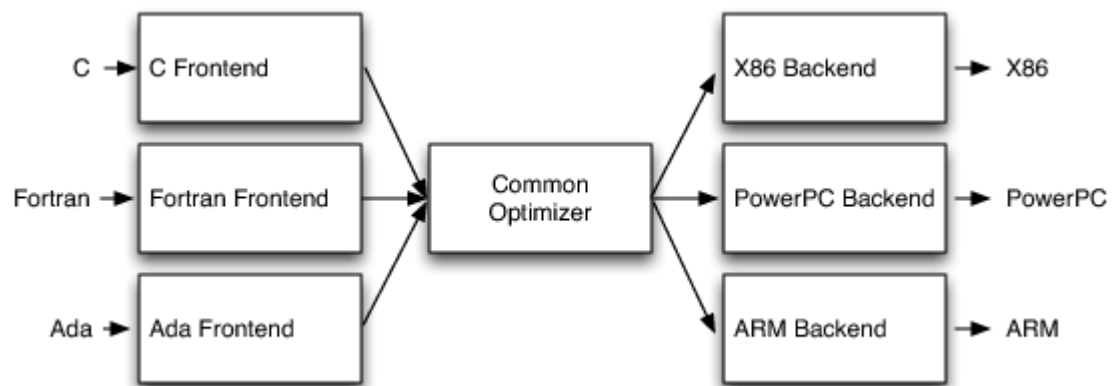 C
C Frontend
X86 Backend
X86
Fortran
Fortran Frontend
Common
Optimizer
PowerPC Backend
PowerPC
Ada
Ada Frontend
ARM Backend
ARM